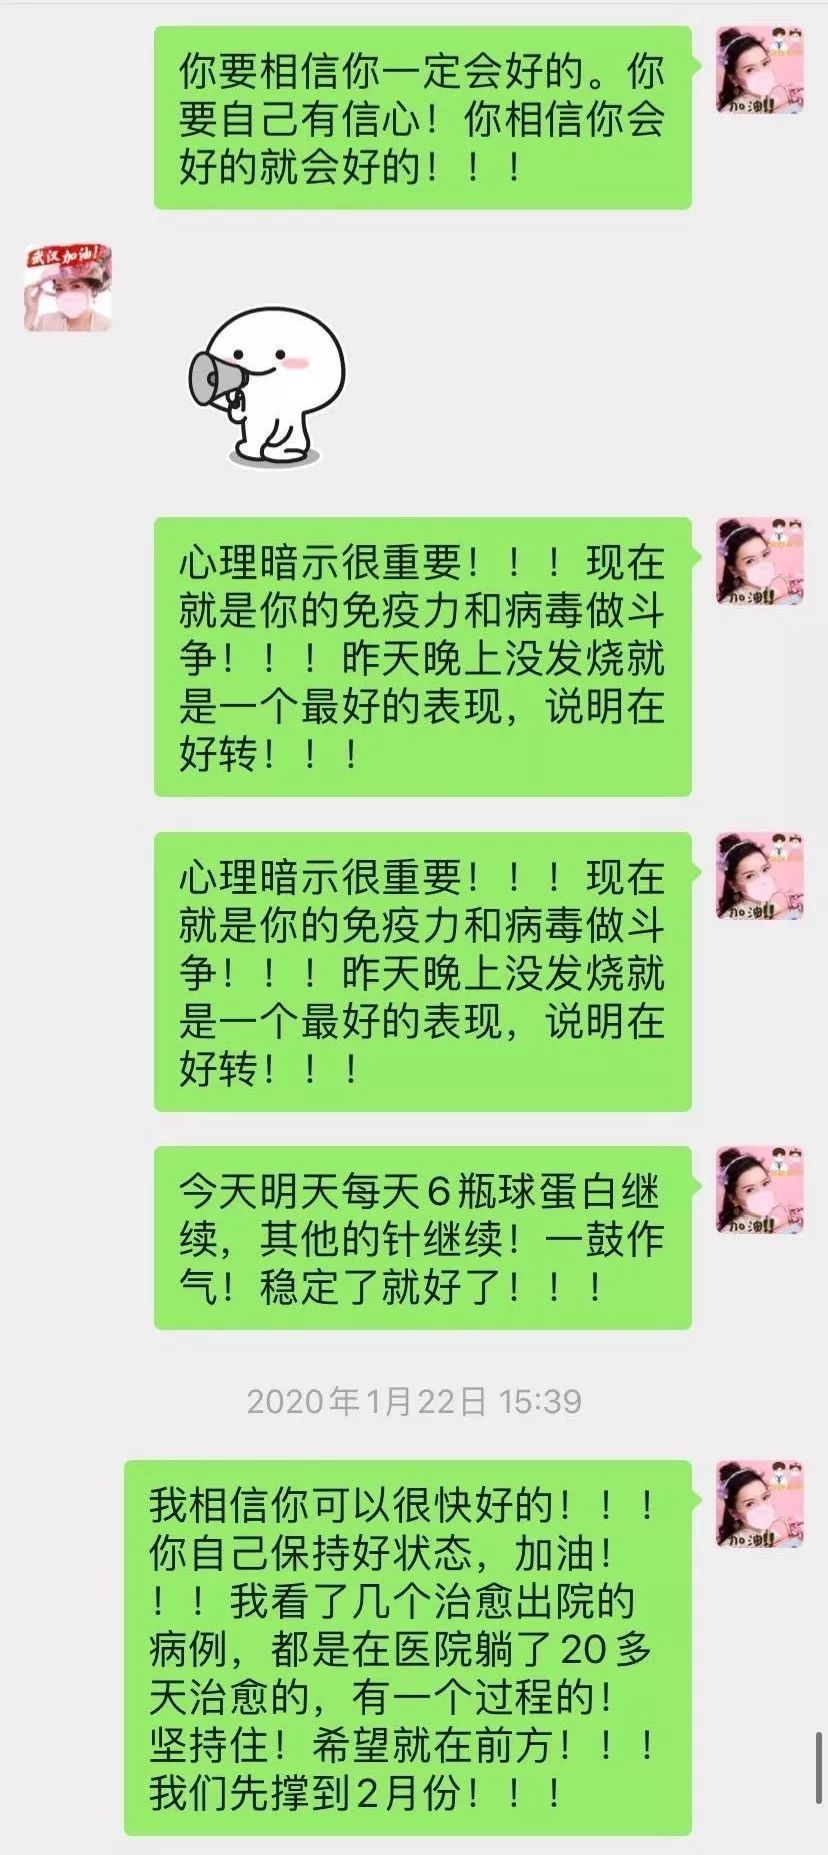 你要相信你一定会好的。你
要自己有信心！你相信你会
好的就会好的！！！
加油!!
武汉加油!
心理暗示很重要！！！现在
就是你的免疫力和病毒做斗
争！！！昨天晚上没发烧就
是一个最好的表现，说明在
好转！！！
加油!!
心理暗示很重要！！！现在
就是你的免疫力和病毒做斗
争！！！昨天晚上没发烧就
是一个最好的表现，说明在
好转！！！
加油!!
今天明天每天6瓶球蛋白继
续，其他的针继续！一鼓作
气！稳定了就好了！！！
加油!!
2020年1月22日 15:39
我相信你可以很快好的！！！
你自己保持好状态，加油！
！！我看了几个治愈出院的
病例，都是在医院躺了20多
天治愈的，有一个过程的！
坚持住！希望就在前方！！！
我们先撑到2月份！！！
加油!!